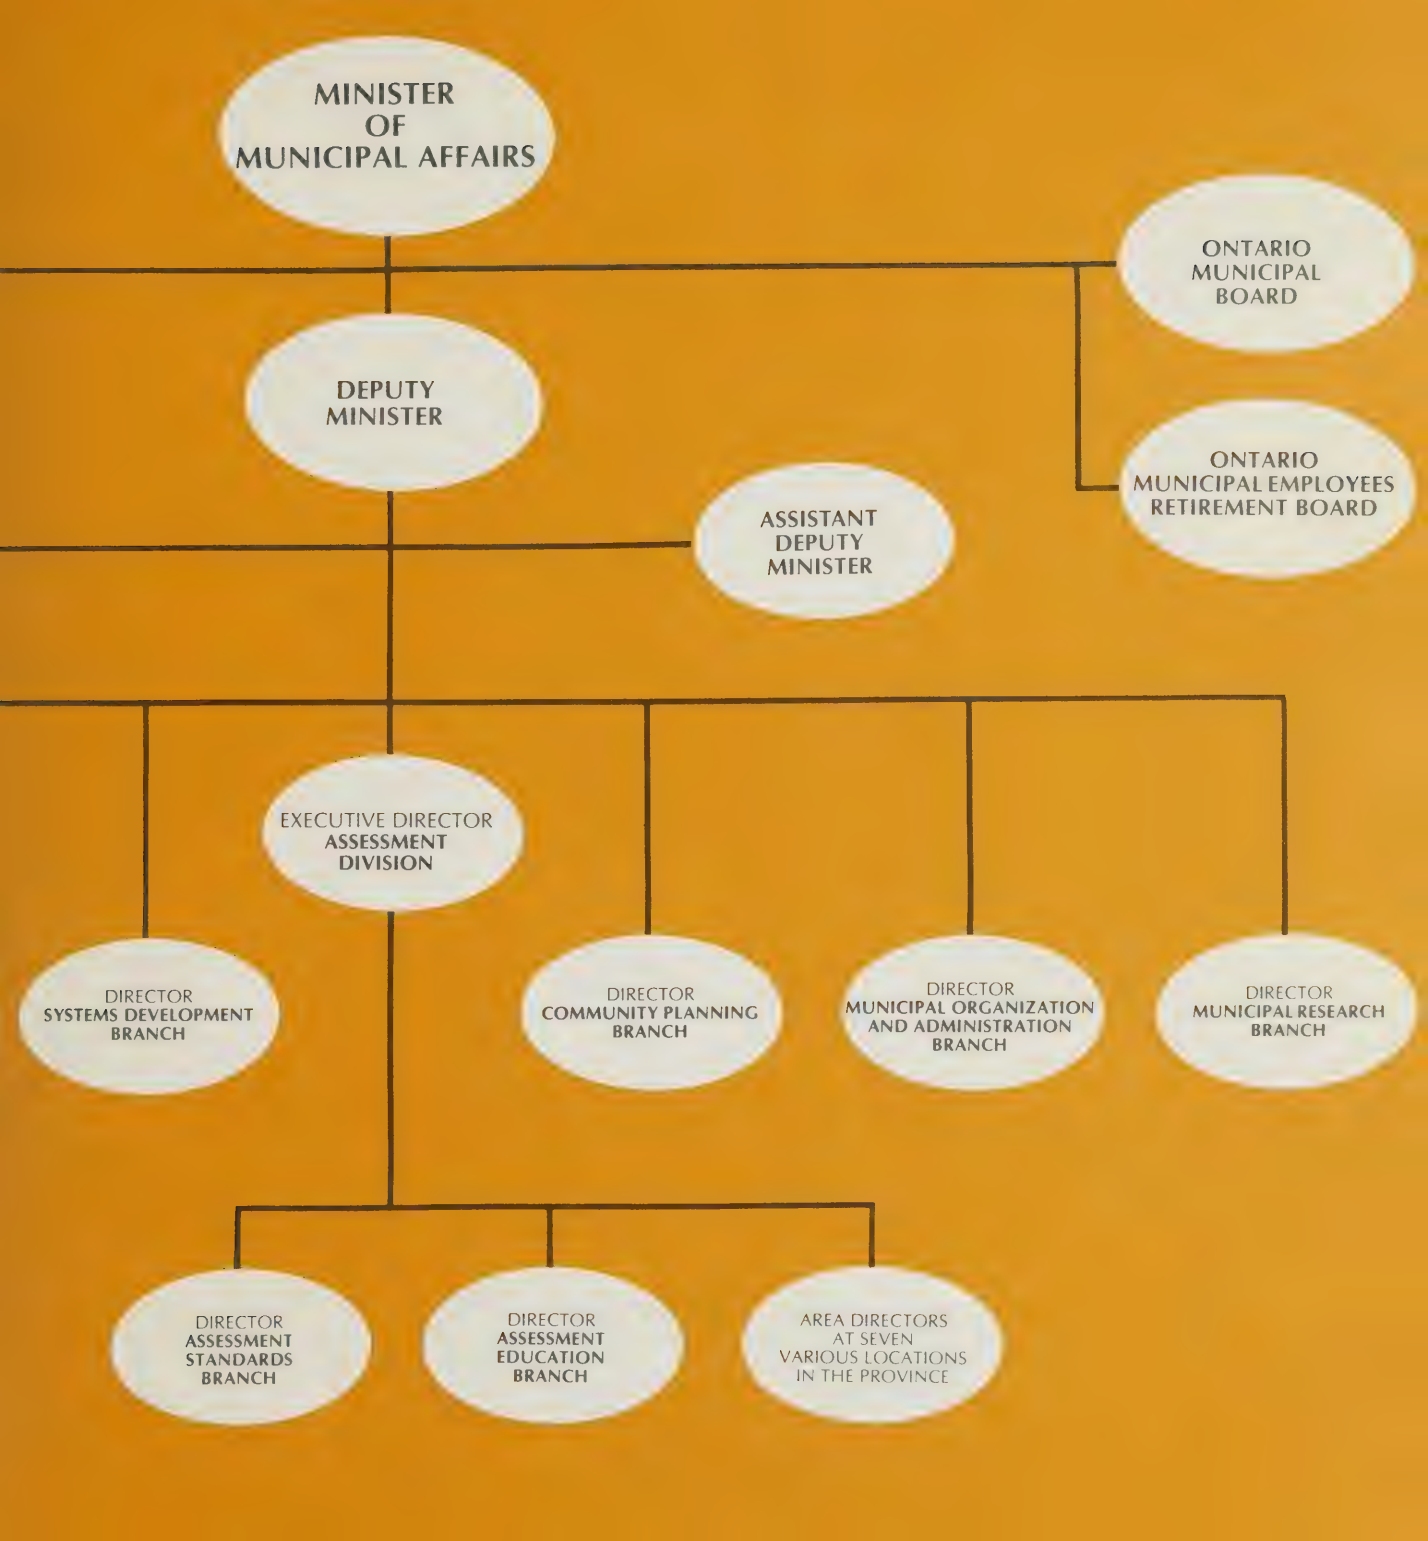 MINISTER
OF
MUNICIPAL AFFAIRS
ONTARIO
MUNICIPAL
BOARD
DEPUTY
MINISTER
ONTARIO
MUNICIPAL EMPLOYEES
RETIREMENT BOARD
ASSISTANT
DEPUTY
MINISTER
EXECUTIVE DIRECTOR
ASSESSMENT
DIVISION
DIRECTOR
SYSTEMS DEVELOPMENT
BRANCH
DIRECTOR
COMMUNITY PLANNING
BRANCH
DIRECTOR
MUNICIPAL ORGANIZATION
AND ADMINISTRATION
BRANCH
DIRECTOR
MUNICIPAL RESEARCH
BRANCH
DIRECTOR
ASSESSMENT
STANDARDS
BRANCH
DIRECTOR
ASSESSMENT
EDUCATION
BRANCH
AREA DIRECTORS
AT SEVEN
VARIOUS LOCATIONS
IN THE PROVINCE